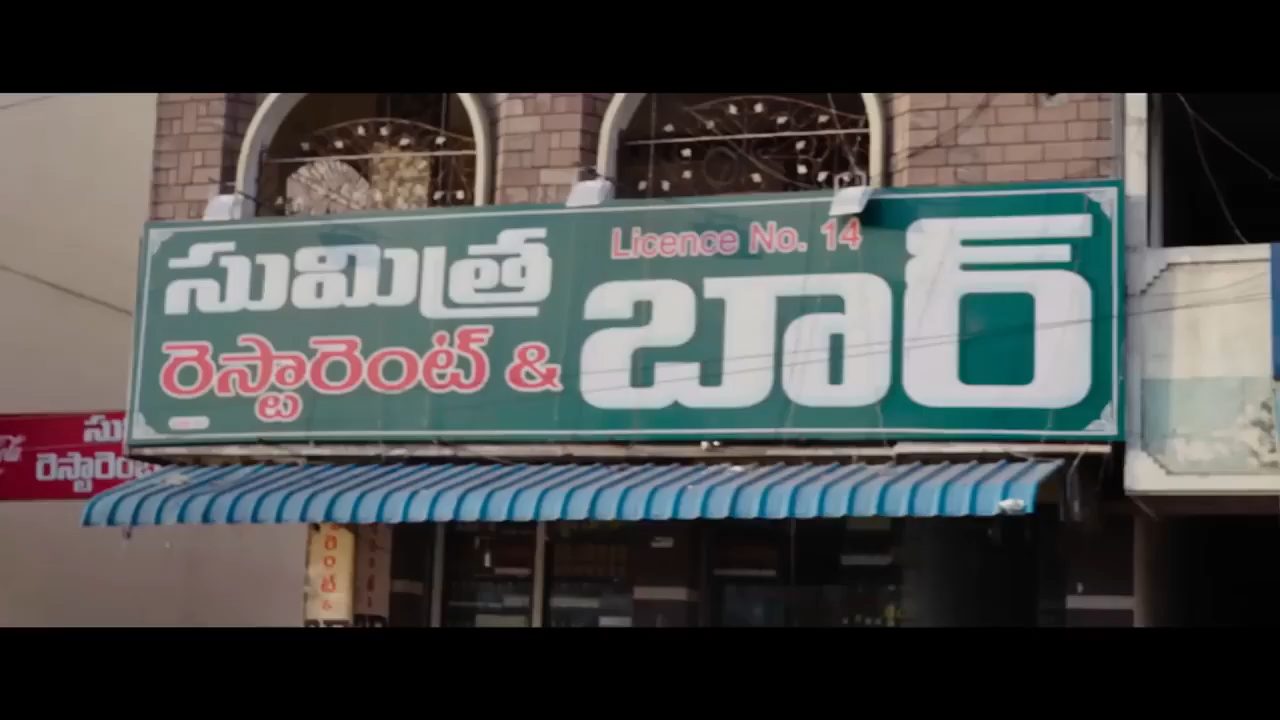 సుమిత్ర
Licence No. 14
రెస్టారెంట్ & బార్
సు
రెస్టారెంట్
రెంట్ &